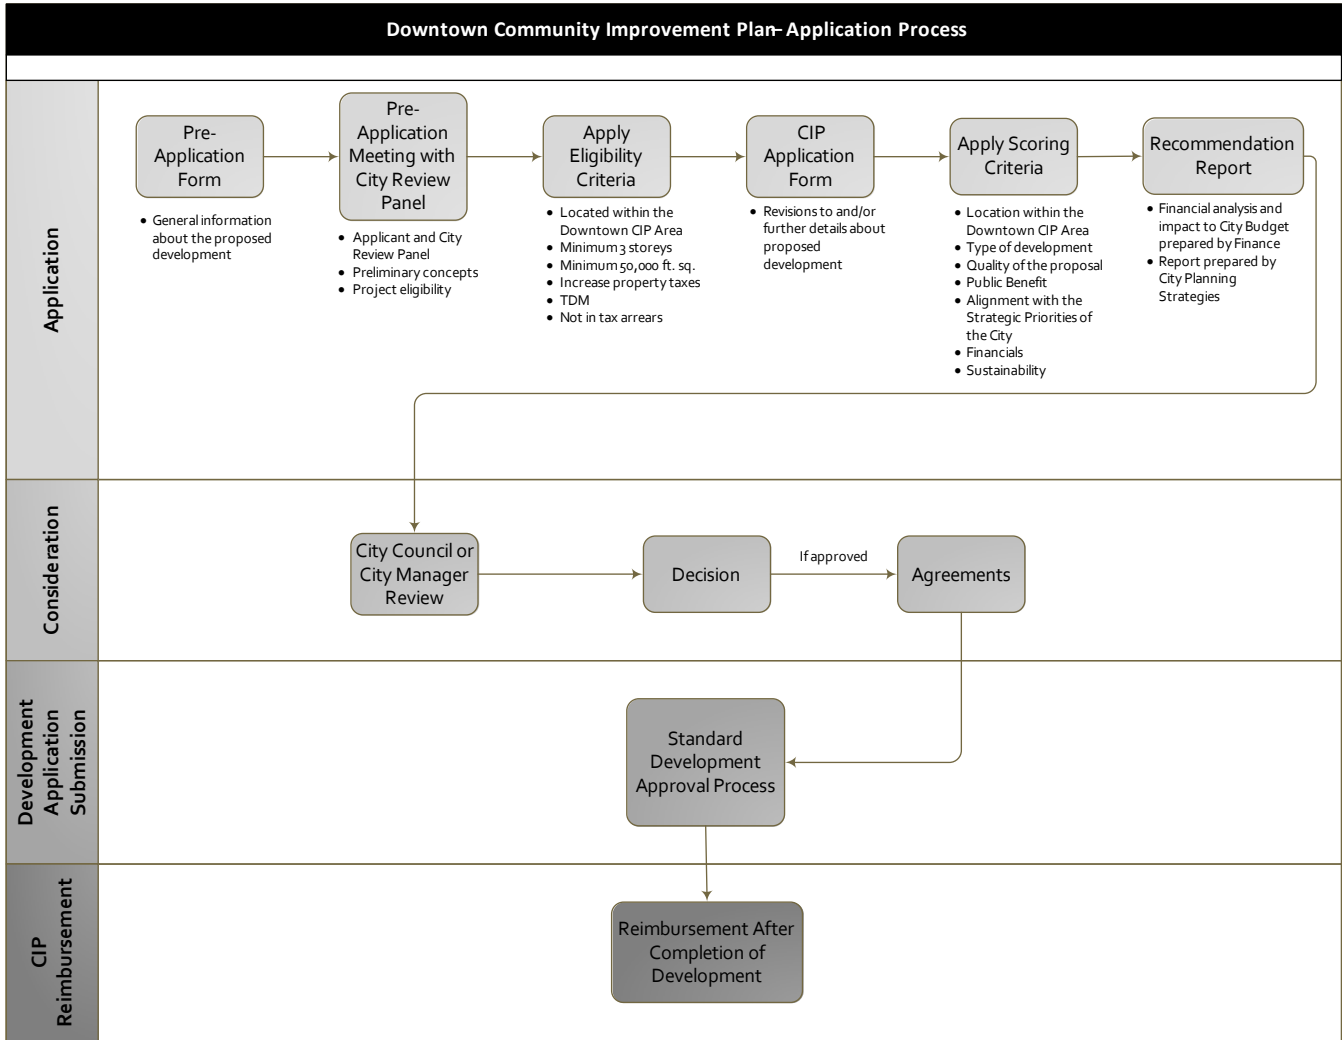 Downtown Community Improvement Plan– Application Process
Application
Pre-
Application
Form
• General information
about the proposed
development
Pre-
Application
Meeting with
City Review
Panel
• Applicant and City
Review Panel
• Preliminary concepts
• Project eligibility
Apply
Eligibility
Criteria
• Located within the
Downtown CIP Area
• Minimum 3 storeys
• Minimum 50,000 ft. sq.
• Increase property taxes
• TDM
• Not in tax arrears
CIP
Application
Form
• Revisions to and/or
further details about
proposed
development
Apply Scoring
Criteria
• Location within the
Downtown CIP Area
• Type of development
• Quality of the proposal
• Public Benefit
• Alignment with the
Strategic Priorities of
the City
• Financials
• Sustainability
Recommendation
Report
• Financial analysis and
impact to City Budget
prepared by Finance
• Report prepared by
City Planning
Strategies
Consideration
City Council or
City Manager
Review
Decision
If approved
Agreements
Development
Application
Submission
Standard
Development
Approval Process
CIP
Reimbursement
Reimbursement After
Completion of
Development